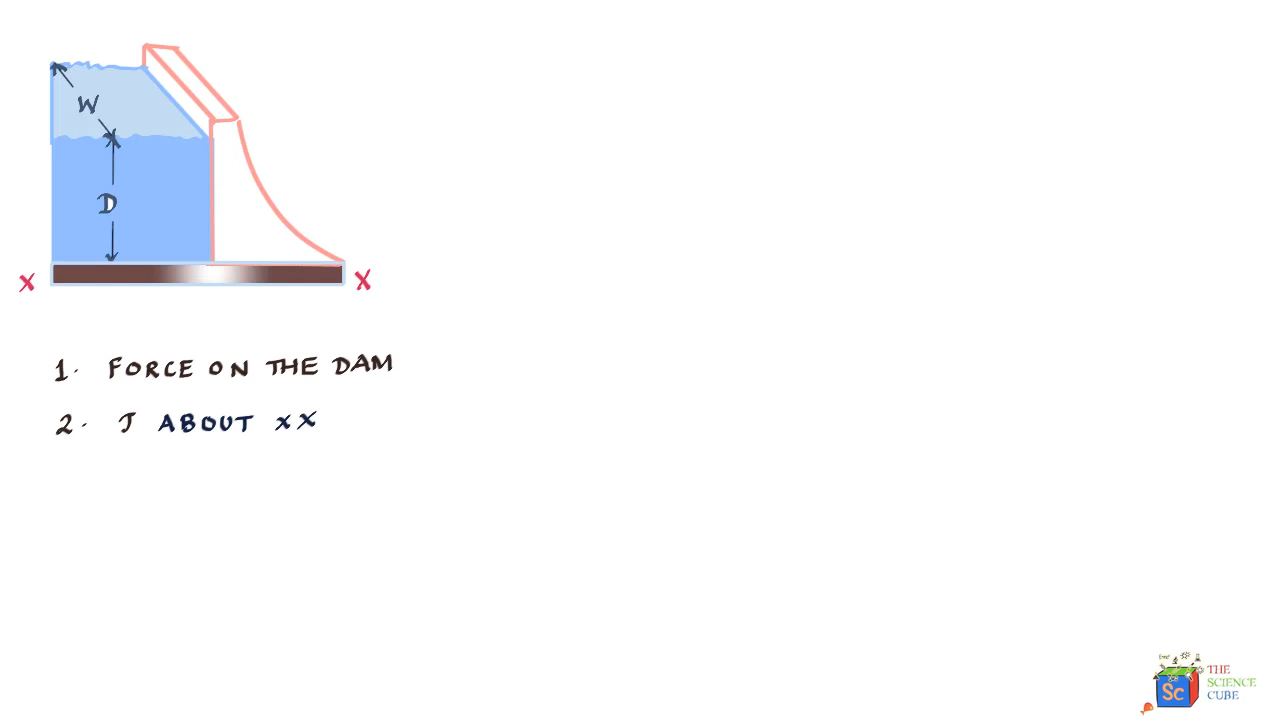 W
D
X X
1. FORCE ON THE DAM
2. τ ABOUT XX
Sc THE
SCIENCE
CUBE